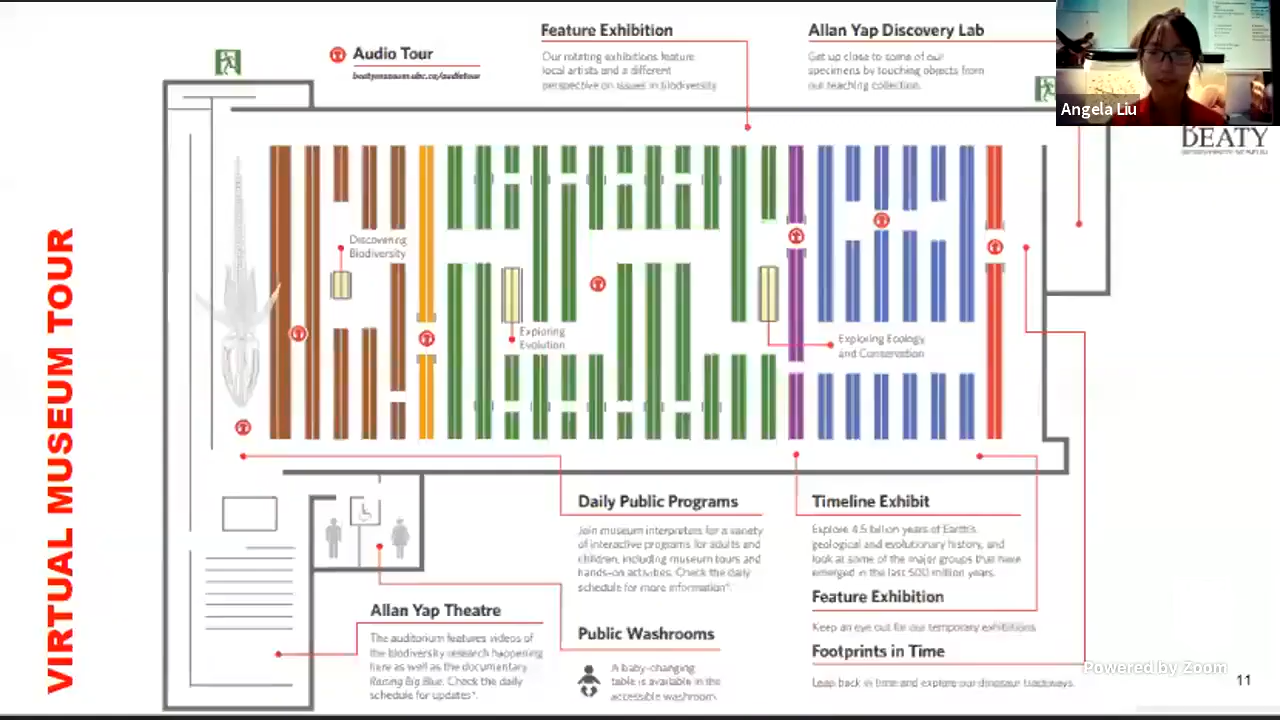 VIRTUAL MUSEUM TOUR
Audio Tour
beatymuseum.ubc.ca/audiotour
Feature Exhibition
Our rotating exhibitions feature
local artists and a different
perspective on issues in biodiversity
Allan Yap Discovery Lab
Get up close to some of our
specimens by touching objects from
our teaching collection.
Angela Liu
BEATY
Discovering
Biodiversity
Exploring
Evolution
Exploring Ecology
and Conservation
Daily Public Programs
Join museum interpreters for a variety
of interactive programs for adults and
children, including museum tours and
hands-on activities. Check the daily
schedule for more information*.
Timeline Exhibit
Explore 4.5 billion years of Earth's
geological and evolutionary history, and
look at some of the major groups that have
emerged in the last 500 million years.
Feature Exhibition
Keep an eye out for our temporary exhibitions.
Footprints in Time
Leap back in time and explore our dinosaur trackways.
Allan Yap Theatre
The auditorium features videos of
the biodiversity research happening
here as well as the documentary
Raising Big Blue. Check the daily
schedule for updates*.
Public Washrooms
A baby-changing
table is available in the
accessible washroom.
Powered by Zoom
11